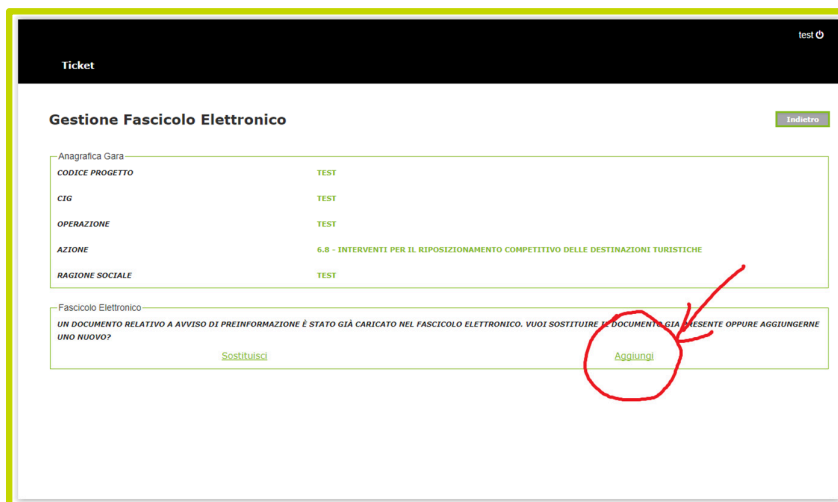 test
Ticket
Gestione Fascicolo Elettronico
Indietro
Anagrafica Gara
CODICE PROGETTO TEST
CIG TEST
OPERAZIONE TEST
AZIONE 6.8 - INTERVENTI PER IL RIPOSIZIONAMENTO COMPETITIVO DELLE DESTINAZIONI TURISTICHE
RAGIONE SOCIALE TEST
Fascicolo Elettronico
UN DOCUMENTO RELATIVO A AVVISO DI PREINFORMAZIONE È STATO GIÀ CARICATO NEL FASCICOLO ELETTRONICO. VUOI SOSTITUIRE IL DOCUMENTO GIA PRESENTE OPPURE AGGIUNGERNE
UNO NUOVO?
Sostituisci Aggiungi